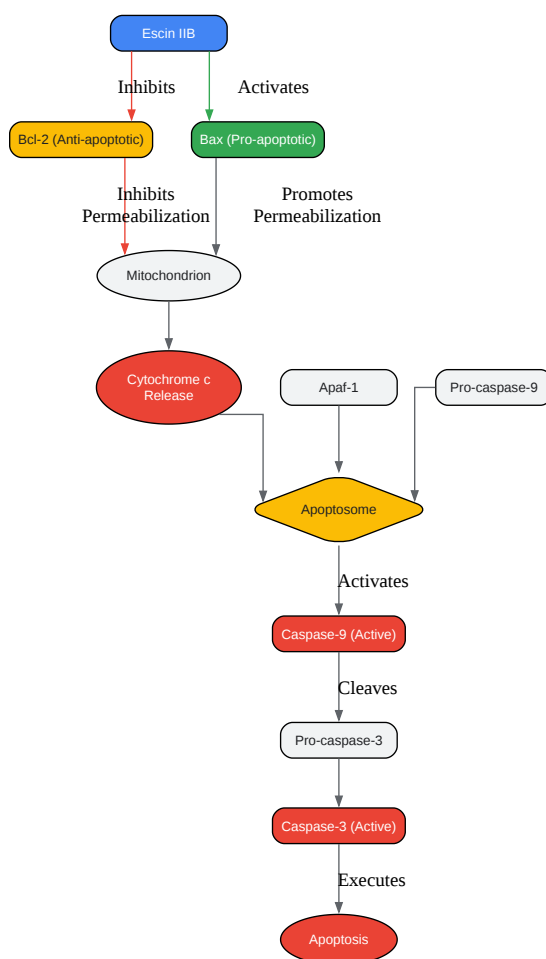 Escin IIB
Inhibits
Activates
Bcl-2 (Anti-apoptotic)
Bax (Pro-apoptotic)
Inhibits
Permeabilization
Promotes
Permeabilization
Mitochondrion
Cytochrome c
Release
Apaf-1
Pro-caspase-9
Apoptosome
Activates
Caspase-9 (Active)
Cleaves
Pro-caspase-3
Caspase-3 (Active)
Executes
Apoptosis